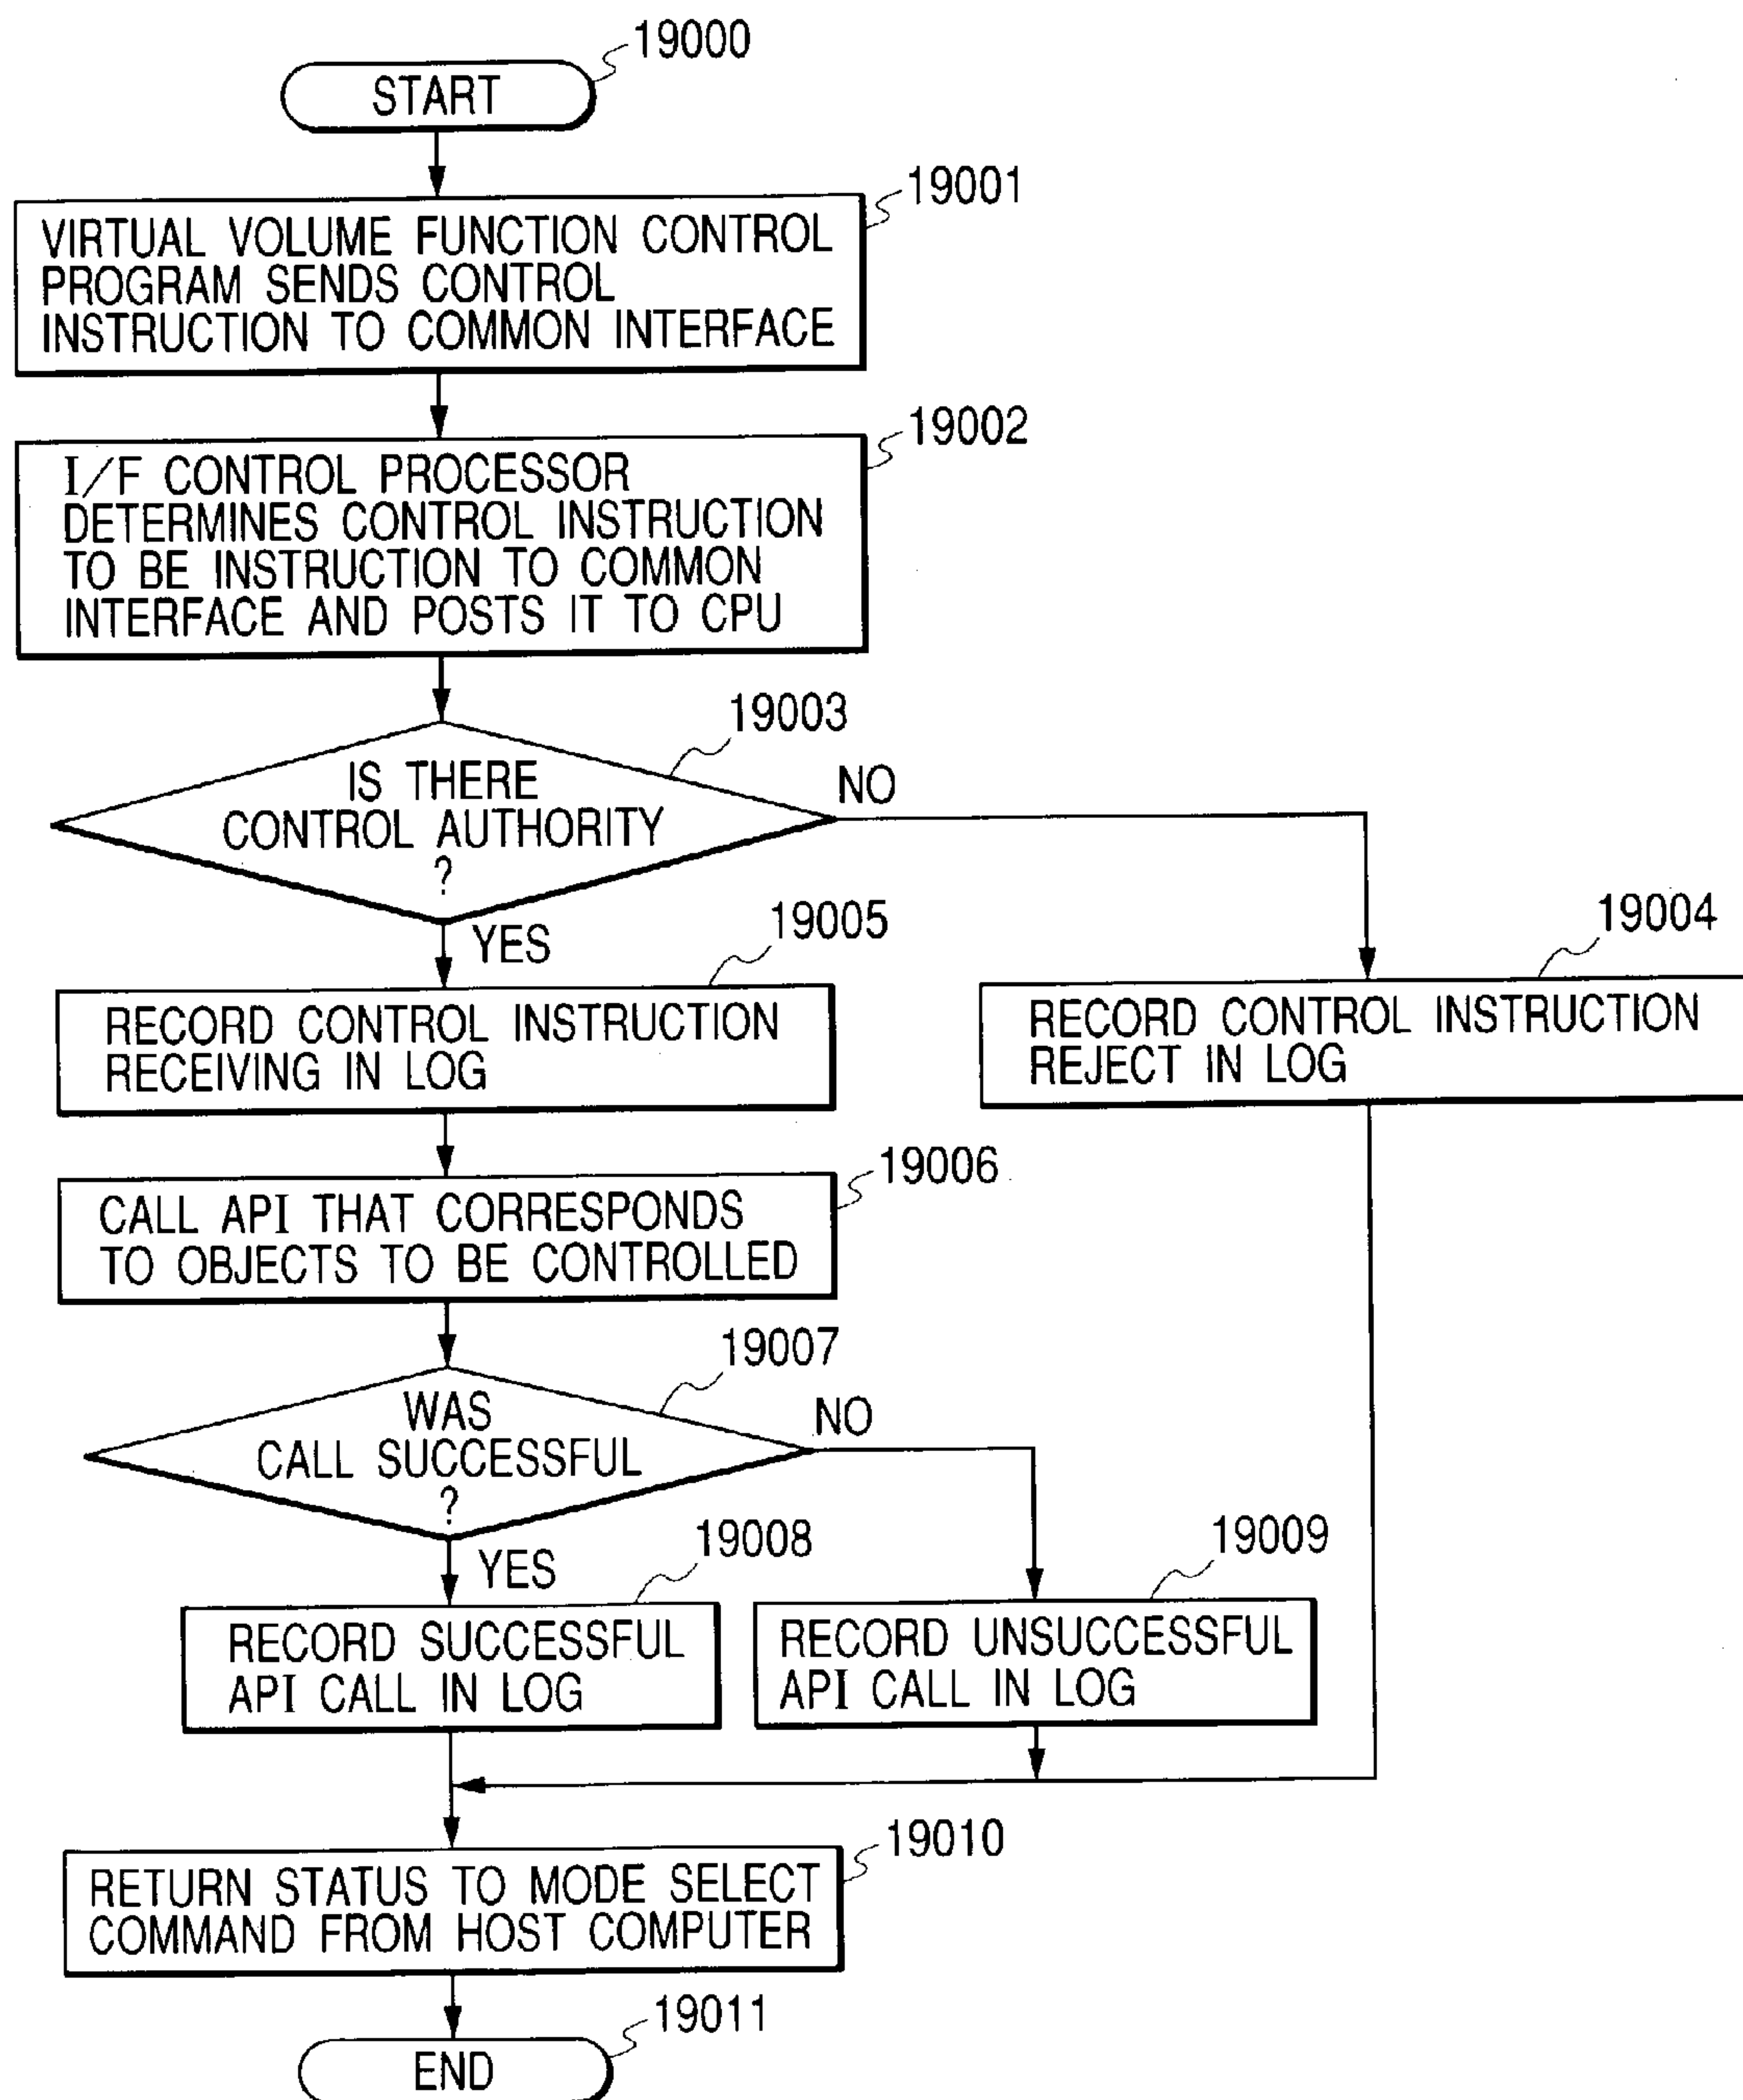 19000
START
19001
VIRTUAL VOLUME FUNCTION CONTROL
PROGRAM SENDS CONTROL
INSTRUCTION TO COMMON INTERFACE
19002
I/F CONTROL PROCESSOR
DETERMINES CONTROL INSTRUCTION
TO BE INSTRUCTION TO COMMON
INTERFACE AND POSTS IT TO CPU
19003
IS THERE
CONTROL AUTHORITY
?
NO
YES
19005
RECORD CONTROL INSTRUCTION
RECEIVING IN LOG
19004
RECORD CONTROL INSTRUCTION
REJECT IN LOG
19006
CALL API THAT CORRESPONDS
TO OBJECTS TO BE CONTROLLED
19007
WAS
CALL SUCCESSFUL
?
NO
YES
19008
RECORD SUCCESSFUL
API CALL IN LOG
19009
RECORD UNSUCCESSFUL
API CALL IN LOG
19010
RETURN STATUS TO MODE SELECT
COMMAND FROM HOST COMPUTER
19011
END